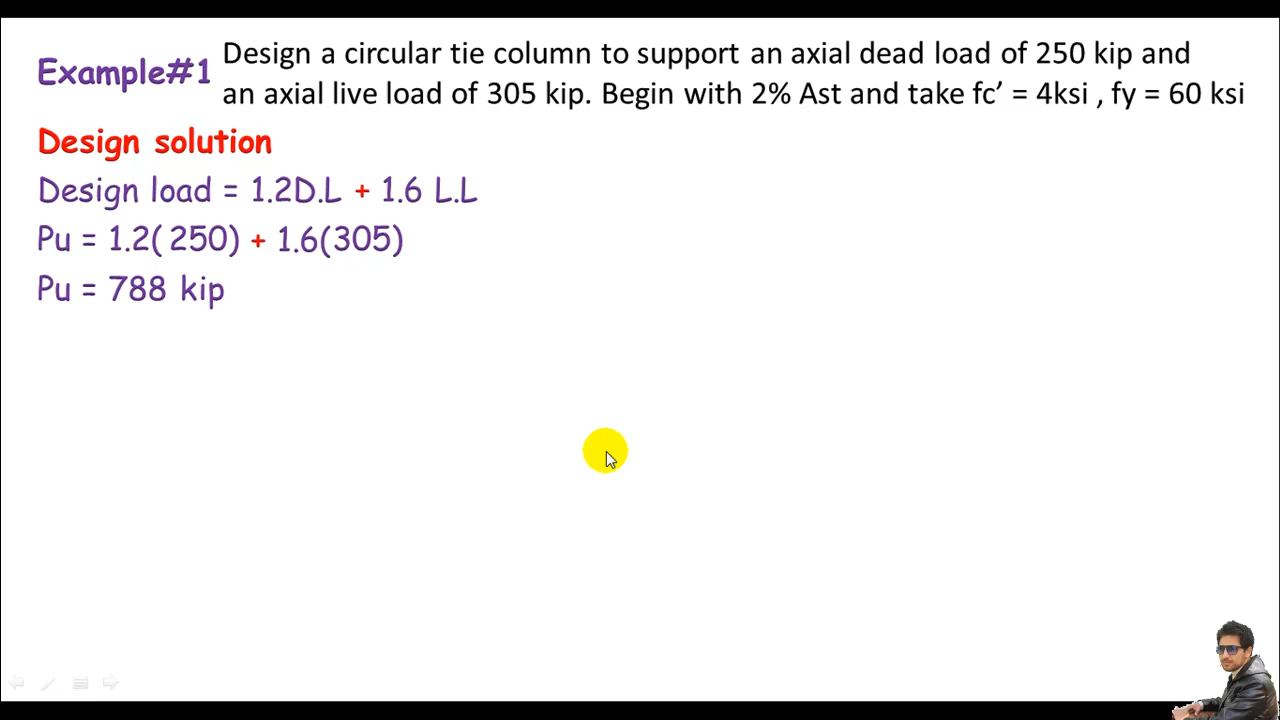 Example#1
Design a circular tie column to support an axial dead load of 250 kip and
an axial live load of 305 kip. Begin with 2% Ast and take fc’ = 4ksi , fy = 60 ksi
Design solution
Design load = 1.2D.L + 1.6 L.L
Pu = 1.2( 250) + 1.6(305)
Pu = 788 kip